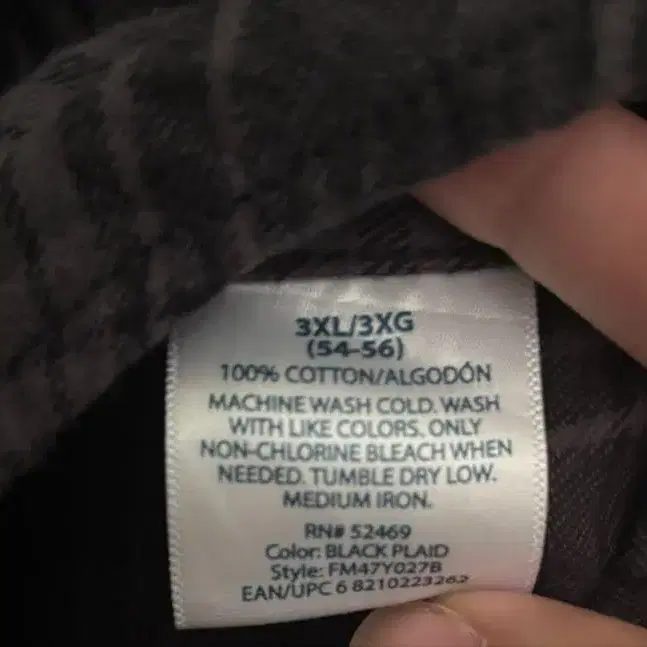 3XL/3XG
(54-56)
100% COTTON/ALGODÓN
MACHINE WASH COLD. WASH
WITH LIKE COLORS. ONLY
NON-CHLORINE BLEACH WHEN
NEEDED. TUMBLE DRY LOW.
MEDIUM IRON.
RN# 52469
Color: BLACK PLAID
Style: FM47Y027B
EAN/UPC 6 8210223262